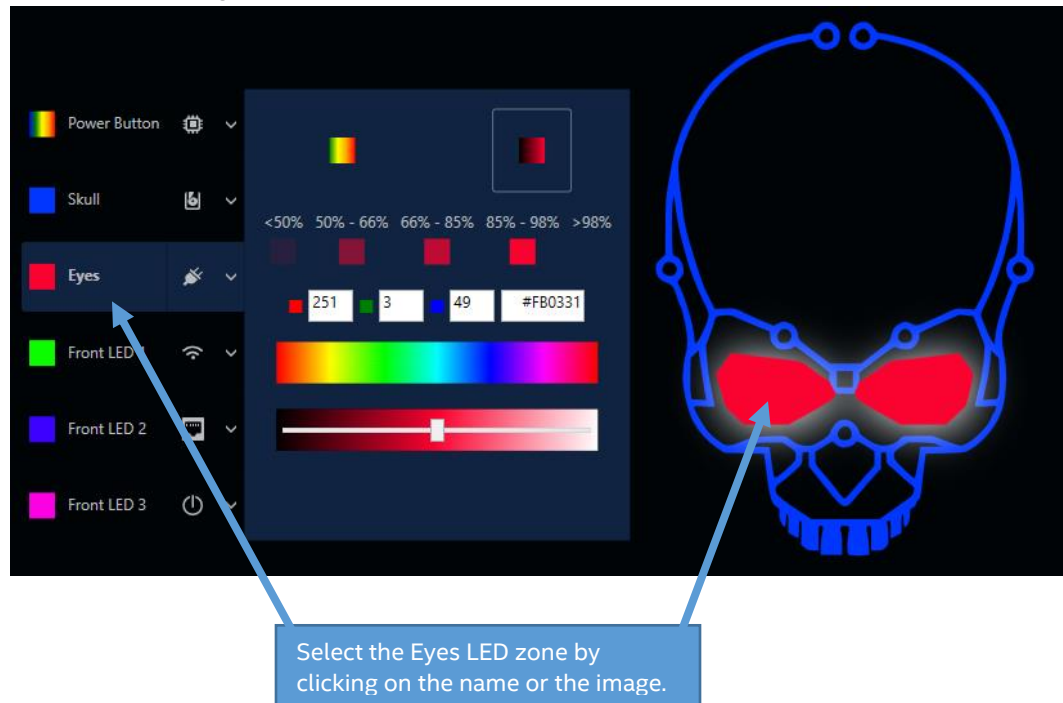 Power Button
Skull
<50% 50% - 66% 66% - 85% 85% - 98% >98%
Eyes
251 3 49 #FB0331
Front LED 1
Front LED 2
Front LED 3
Select the Eyes LED zone by
clicking on the name or the image.